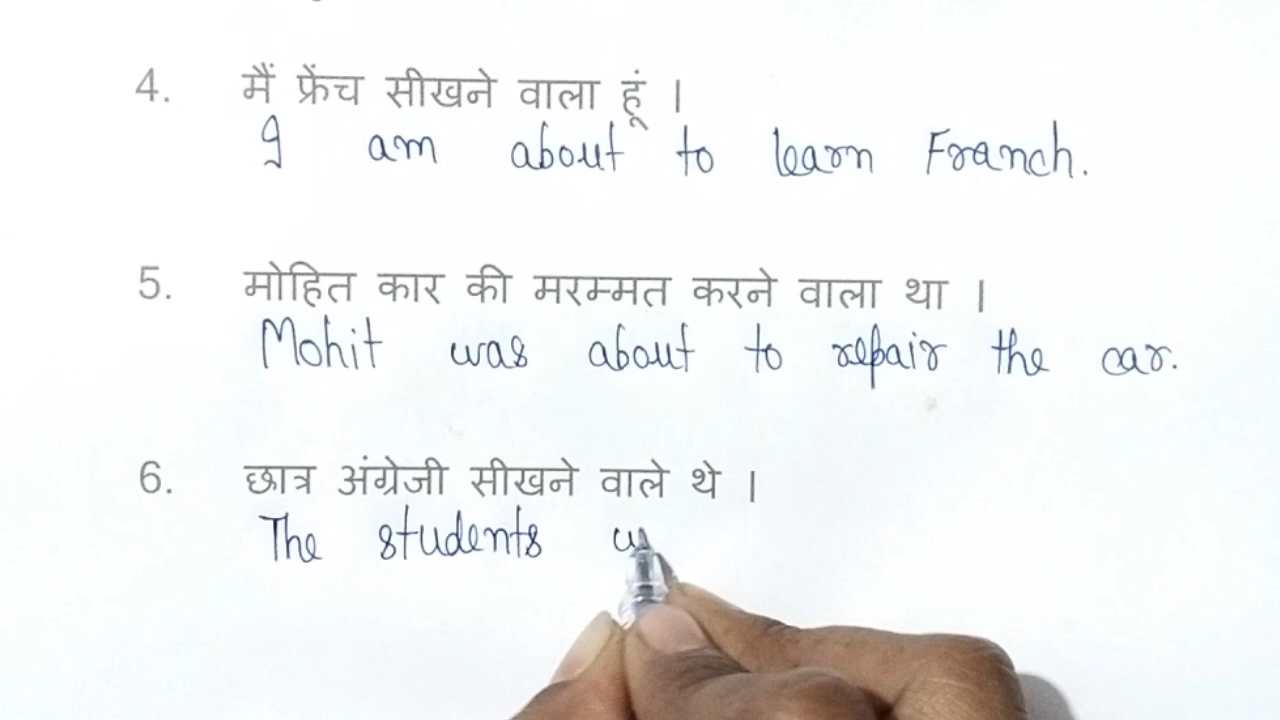 4. मैं फ्रेंच सीखने वाला हूं ।
I am about to learn Franch.
5. मोहित कार की मरम्मत करने वाला था ।
Mohit was about to repair the car.
6. छात्र अंग्रेजी सीखने वाले थे ।
The students